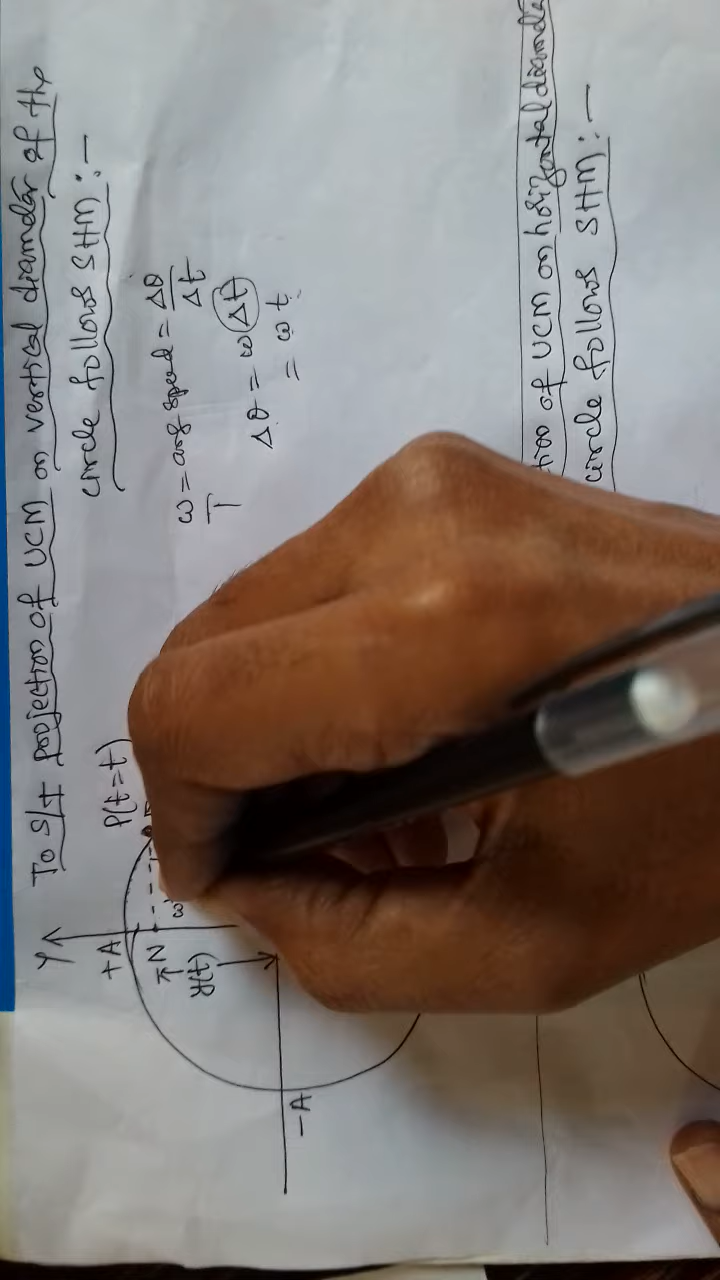 To S/T projection of UCM on vertical diameter of the
circle follows SHM:-
ω = ang speed = Δθ
Δt
Δθ = ω Δt
= ωt
P(t=t)
Y
+A
N
y(t)
ω
-A
of UCM on horizontal
circle follows SHM:-